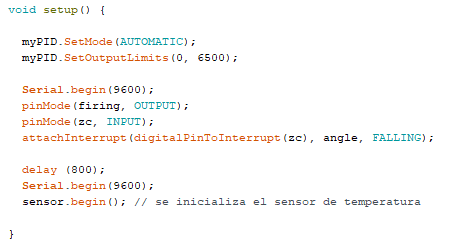 void setup() {
myPID.SetMode(AUTOMATIC);
myPID.SetOutputLimits(0, 6500);
Serial.begin(9600);
pinMode(firing, OUTPUT);
pinMode(zc, INPUT);
attachInterrupt(digitalPinToInterrupt(zc), angle, FALLING);
delay (800);
Serial.begin(9600);
sensor.begin(); // se inicializa el sensor de temperatura
}